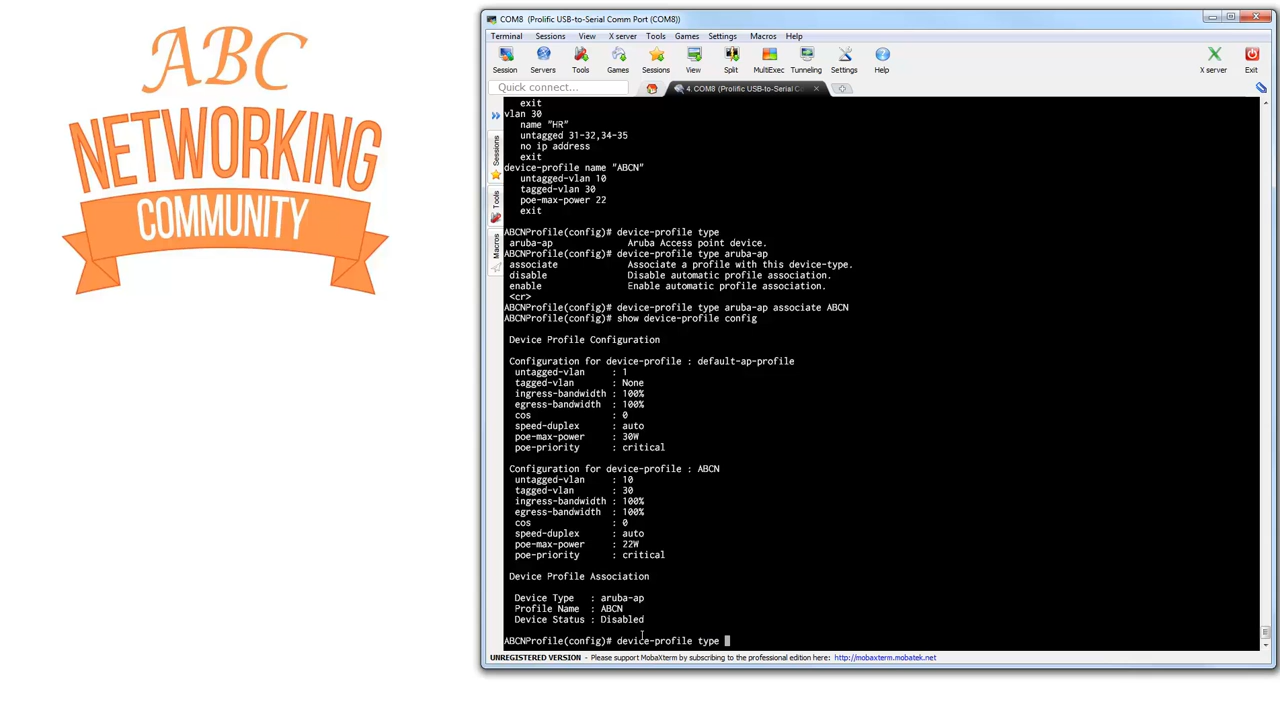 ABC
NETWORKING
COMMUNITY
COM8 (Prolific USB-to-Serial Comm Port (COM8))
Terminal Sessions View X server Tools Games Settings Macros Help
Session Servers Tools Games Sessions View Split MultiExec Tunneling Settings Help X server Exit
Quick connect... 4. COM8 (Prolific USB-to-Serial C
Sessions
Tools
Macros
exit
vlan 30
name "HR"
untagged 31-32,34-35
no ip address
exit
device-profile name "ABCN"
untagged-vlan 10
tagged-vlan 30
poe-max-power 22
exit
ABCNProfile(config)# device-profile type
aruba-ap Aruba Access point device.
ABCNProfile(config)# device-profile type aruba-ap
associate Associate a profile with this device-type.
disable Disable automatic profile association.
enable Enable automatic profile association.
<cr>
ABCNProfile(config)# device-profile type aruba-ap associate ABCN
ABCNProfile(config)# show device-profile config
Device Profile Configuration
Configuration for device-profile : default-ap-profile
untagged-vlan : 1
tagged-vlan : None
ingress-bandwidth : 100%
egress-bandwidth : 100%
cos : 0
speed-duplex : auto
poe-max-power : 30W
poe-priority : critical
Configuration for device-profile : ABCN
untagged-vlan : 10
tagged-vlan : 30
ingress-bandwidth : 100%
egress-bandwidth : 100%
cos : 0
speed-duplex : auto
poe-max-power : 22W
poe-priority : critical
Device Profile Association
Device Type : aruba-ap
Profile Name : ABCN
Device Status : Disabled
ABCNProfile(config)# device-profile type
UNREGISTERED VERSION - Please support MobaXterm by subscribing to the professional edition here: http://mobaxterm.mobatek.net